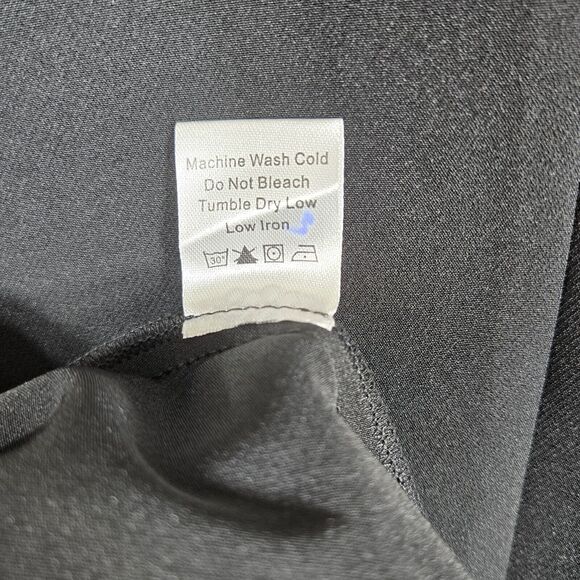 Machine Wash Cold
Do Not Bleach
Tumble Dry Low
Low Iron
30°